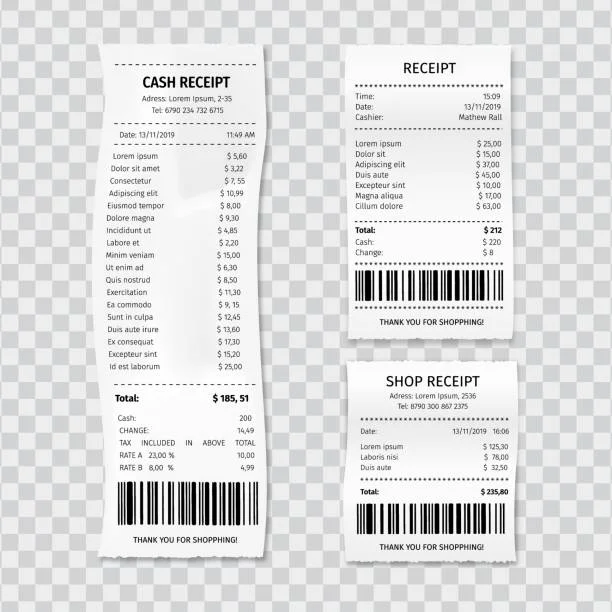 CASH RECEIPT
Adress: Lorem Ipsum, 2-35
Tel: 6790 234 732 6715
Date: 13/11/2019 11:49 AM
Lorem ipsum $ 5,60
Dolor sit amet $ 3,22
Consectetur $ 7, 55
Adipiscing elit $ 10,99
Eiusmod tempor $ 8,00
Dolore magna $ 9,30
Incididunt ut $ 4,85
Labore et $ 2,20
Minim veniam $ 15,00
Ut enim ad $ 6,30
Quis nostrud $ 8,50
Exercitation $ 11,30
Ea commodo $ 9, 15
Sunt in culpa $ 12,45
Duis aute irure $ 13,60
Ex consequat $ 17,30
Excepteur sint $ 15,20
Id est laborum $ 25,00
Total: $ 185, 51
Cash: 200
CHANGE: 14,49
TAX INCLUDED IN ABOVE TOTAL
RATE A 23,00 % 10,00
RATE B 8,00 % 4,99
THANK YOU FOR SHOPPHING!
RECEIPT
Time: 15:09
Date: 13/11/2019
Cashier: Mathew Rall
Lorem ipsum $ 25,00
Dolor sit $ 15,00
Adipiscing elit $ 37,00
Duis aute $ 45,00
Excepteur sint $ 10,00
Magna aliqua $ 17,00
Cillum dolore $ 63,00
Total: $ 212
Cash: $ 220
Change: $ 8
THANK YOU FOR SHOPPHING!
SHOP RECEIPT
Adress: Lorem Ipsum, 2536
Tel: 8790 300 867 2375
Date: 13/11/2019 16:06
Lorem ipsum $ 125,30
Laboris nisi $ 78,00
Duis aute $ 32,50
Total: $ 235,80
THANK YOU FOR SHOPPHING!